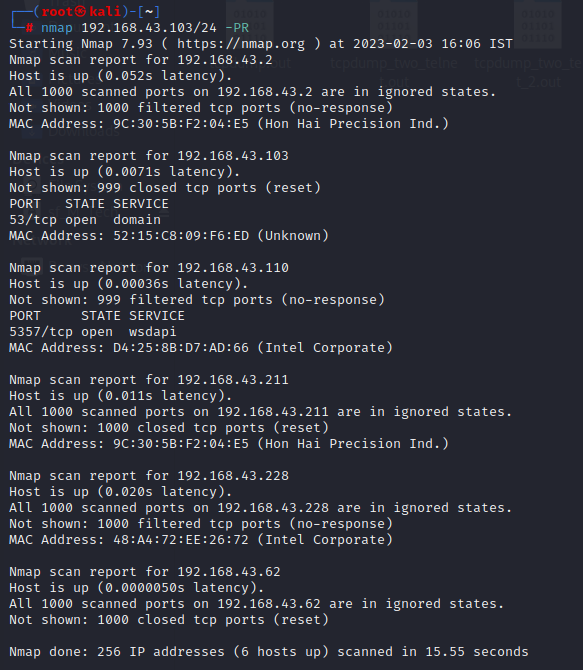 ┌──(root㉿kali)-[~]
└─# nmap 192.168.43.103/24 -PR
Starting Nmap 7.93 ( https://nmap.org ) at 2023-02-03 16:06 IST
Nmap scan report for 192.168.43.2
Host is up (0.052s latency).
All 1000 scanned ports on 192.168.43.2 are in ignored states.
Not shown: 1000 filtered tcp ports (no-response)
MAC Address: 9C:30:5B:F2:04:E5 (Hon Hai Precision Ind.)

Nmap scan report for 192.168.43.103
Host is up (0.0071s latency).
Not shown: 999 closed tcp ports (reset)
PORT   STATE SERVICE
53/tcp open  domain
MAC Address: 52:15:C8:09:F6:ED (Unknown)

Nmap scan report for 192.168.43.110
Host is up (0.00036s latency).
Not shown: 999 filtered tcp ports (no-response)
PORT     STATE SERVICE
5357/tcp open  wsdapi
MAC Address: D4:25:8B:D7:AD:66 (Intel Corporate)

Nmap scan report for 192.168.43.211
Host is up (0.011s latency).
All 1000 scanned ports on 192.168.43.211 are in ignored states.
Not shown: 1000 closed tcp ports (reset)
MAC Address: 9C:30:5B:F2:04:E5 (Hon Hai Precision Ind.)

Nmap scan report for 192.168.43.228
Host is up (0.020s latency).
All 1000 scanned ports on 192.168.43.228 are in ignored states.
Not shown: 1000 filtered tcp ports (no-response)
MAC Address: 48:A4:72:EE:26:72 (Intel Corporate)

Nmap scan report for 192.168.43.62
Host is up (0.0000050s latency).
All 1000 scanned ports on 192.168.43.62 are in ignored states.
Not shown: 1000 closed tcp ports (reset)

Nmap done: 256 IP addresses (6 hosts up) scanned in 15.55 seconds